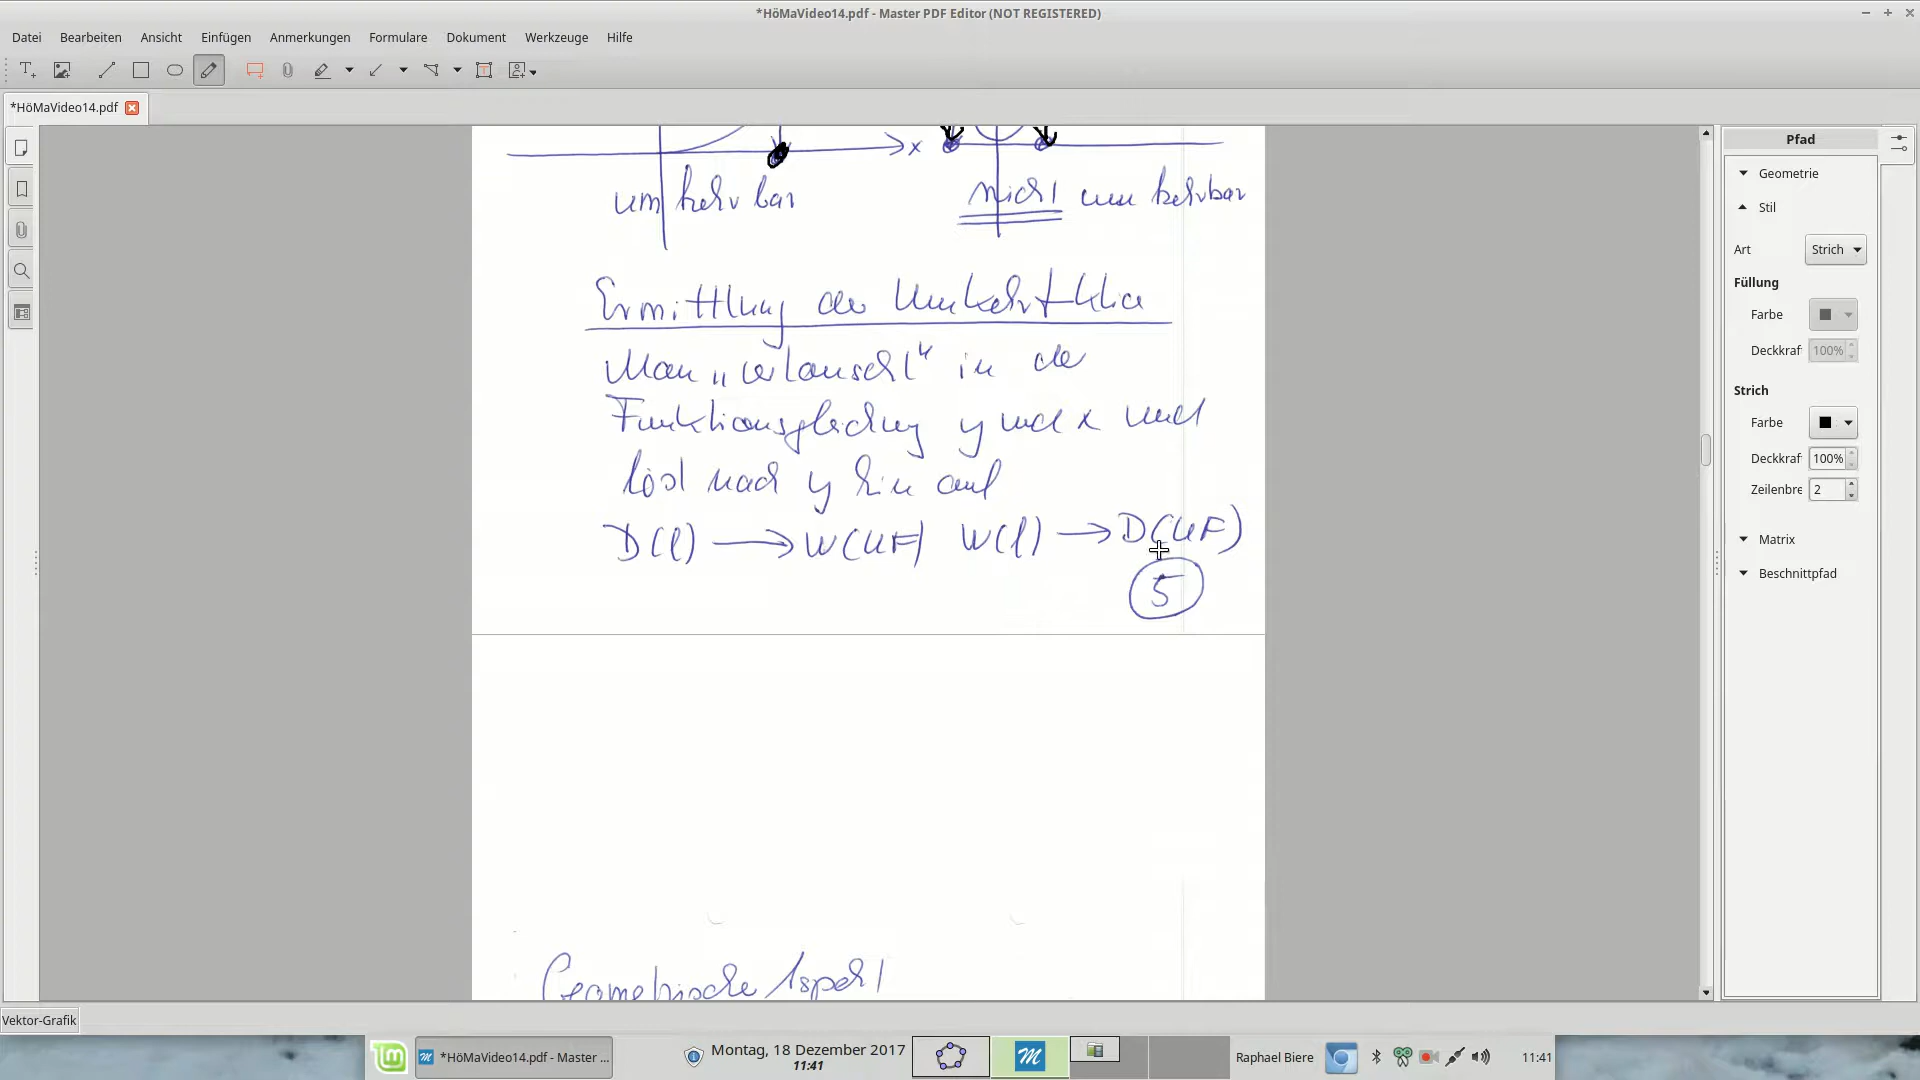 *HöMaVideo14.pdf - Master PDF Editor (NOT REGISTERED)
Datei Bearbeiten Ansicht Einfügen Anmerkungen Formulare Dokument Werkzeuge Hilfe
*HöMaVideo14.pdf
x
umkehrbar nicht umkehrbar
Ermittlung der Umkehrfktion
Man „vertauscht“ in der
Funktionsgleichung y und x und
löst nach y hin auf
D(f) → W(UF) W(f) → D(UF)
5
Geometrische Aspekt
Pfad
Geometrie
Stil
Art Strich
Füllung
Farbe
Deckkraf 100%
Strich
Farbe
Deckkraf 100%
Zeilenbre 2
Matrix
Beschnittpfad
Vektor-Grafik
*HöMaVideo14.pdf - Master ...
Montag, 18 Dezember 2017
11:41
Raphael Biere
11:41